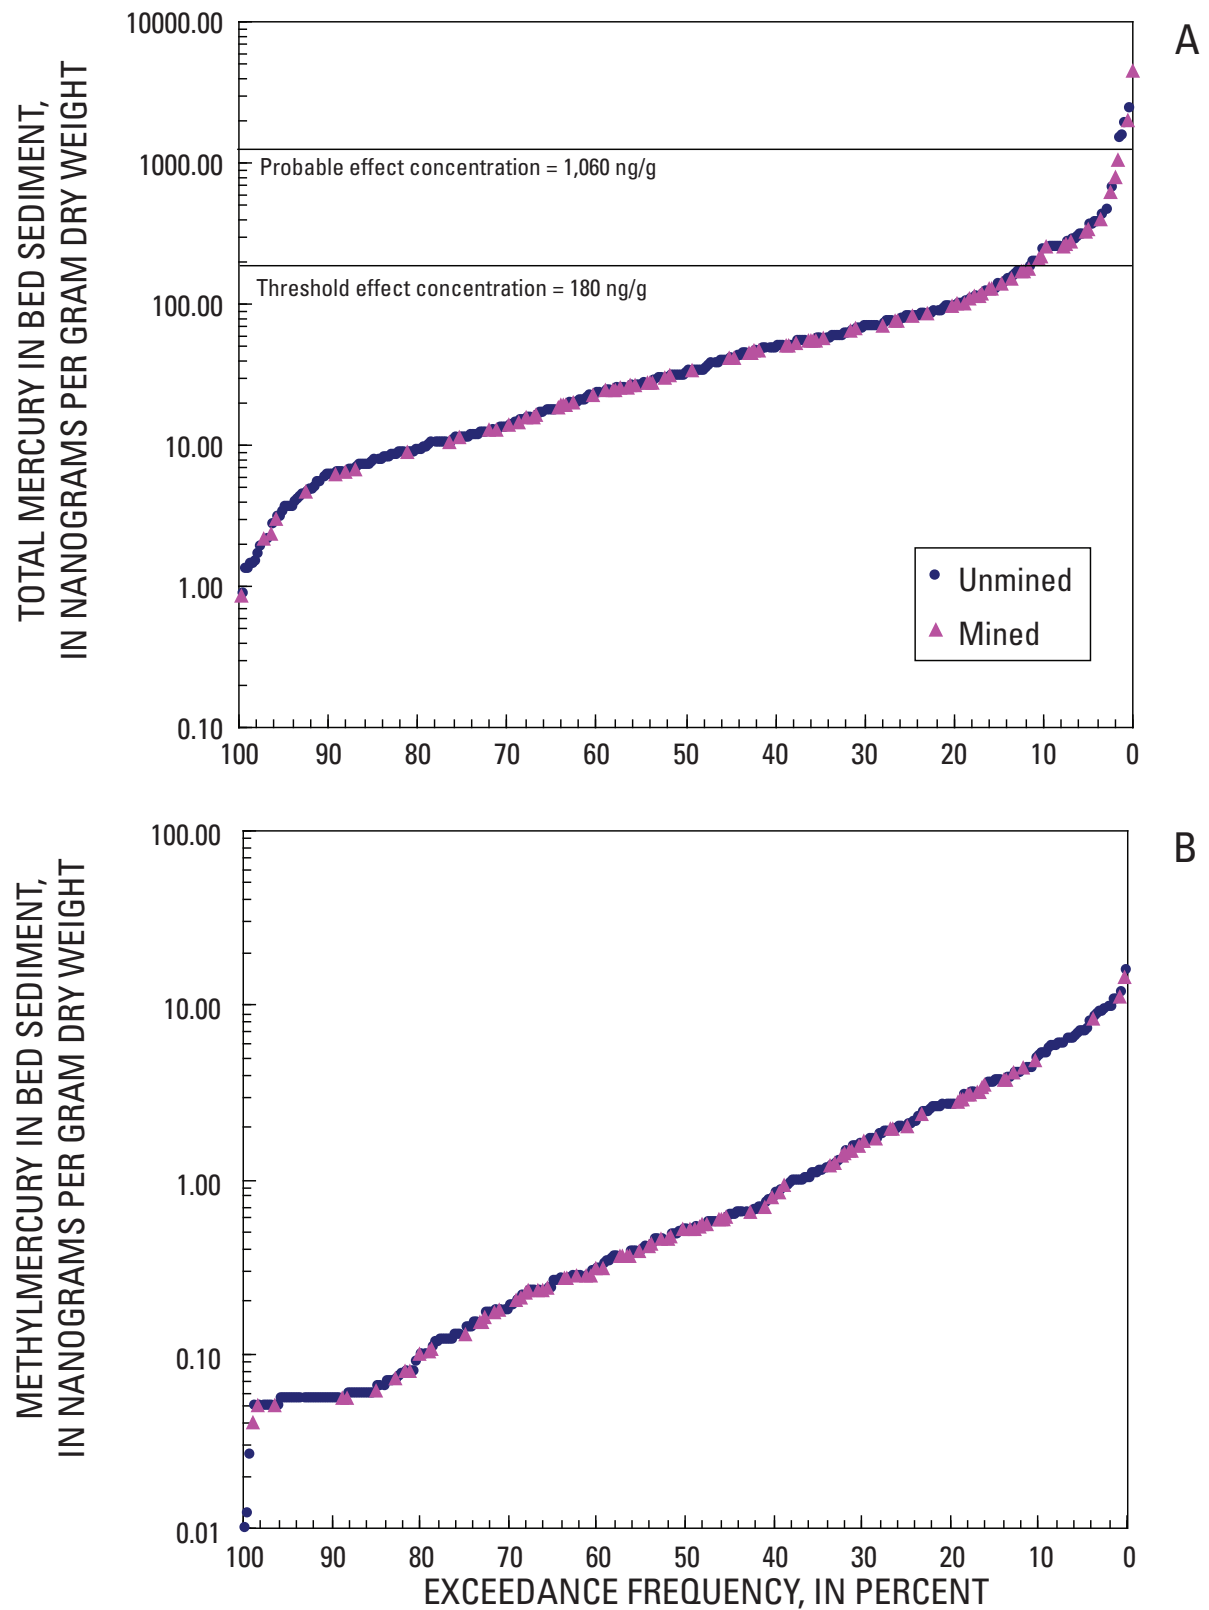 A
TOTAL MERCURY IN BED SEDIMENT,
IN NANOGRAMS PER GRAM DRY WEIGHT
10000.00
1000.00
100.00
10.00
1.00
0.10
Probable effect concentration = 1,060 ng/g
Threshold effect concentration = 180 ng/g
Unmined
Mined
100 90 80 70 60 50 40 30 20 10 0
B
METHYLMERCURY IN BED SEDIMENT,
IN NANOGRAMS PER GRAM DRY WEIGHT
100.00
10.00
1.00
0.10
0.01
100 90 80 70 60 50 40 30 20 10 0
EXCEEDANCE FREQUENCY, IN PERCENT